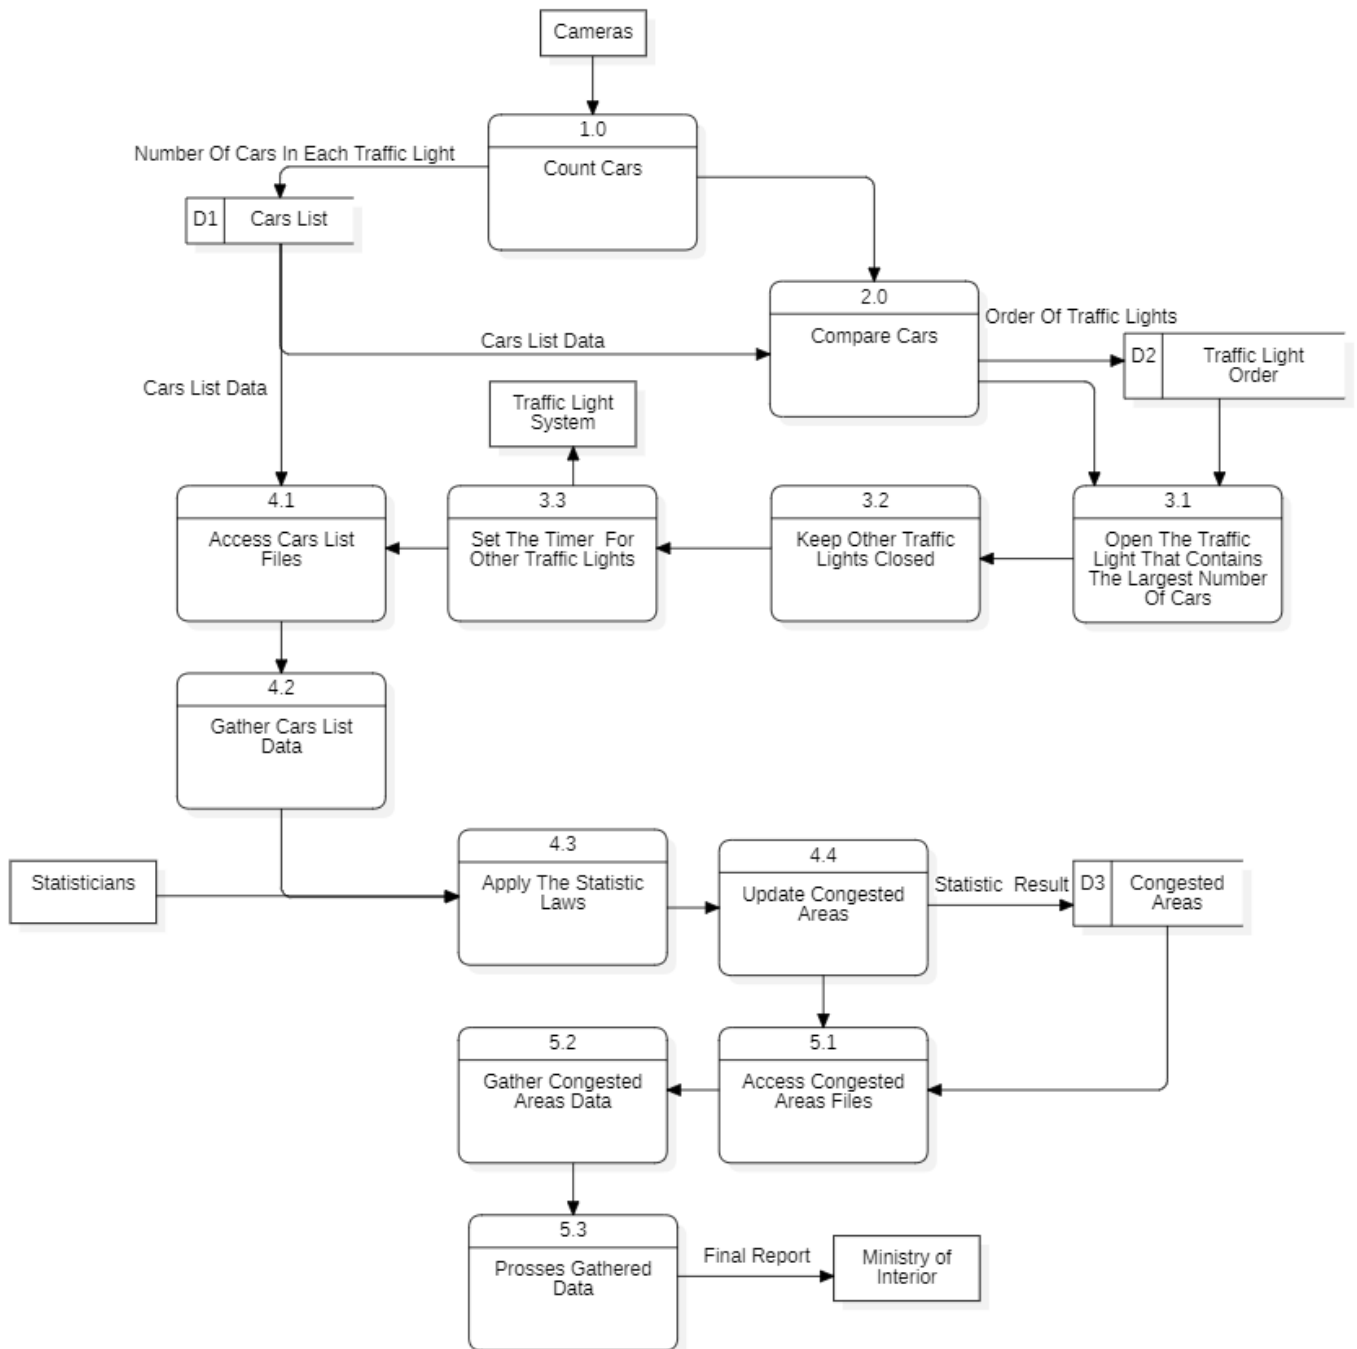 Cameras
1.0
Count Cars
Number Of Cars In Each Traffic Light
D1
Cars List
2.0
Compare Cars
Order Of Traffic Lights
D2
Traffic Light
Order
Cars List Data
Cars List Data
Traffic Light
System
4.1
Access Cars List
Files
3.3
Set The Timer  For
Other Traffic Lights
3.2
Keep Other Traffic
Lights Closed
3.1
Open The Traffic
Light That Contains
The Largest Number
Of Cars
4.2
Gather Cars List
Data
Statisticians
4.3
Apply The Statistic
Laws
4.4
Update Congested
Areas
Statistic  Result
D3
Congested
Areas
5.2
Gather Congested
Areas Data
5.1
Access Congested
Areas Files
5.3
Prosses Gathered
Data
Final Report
Ministry of
Interior